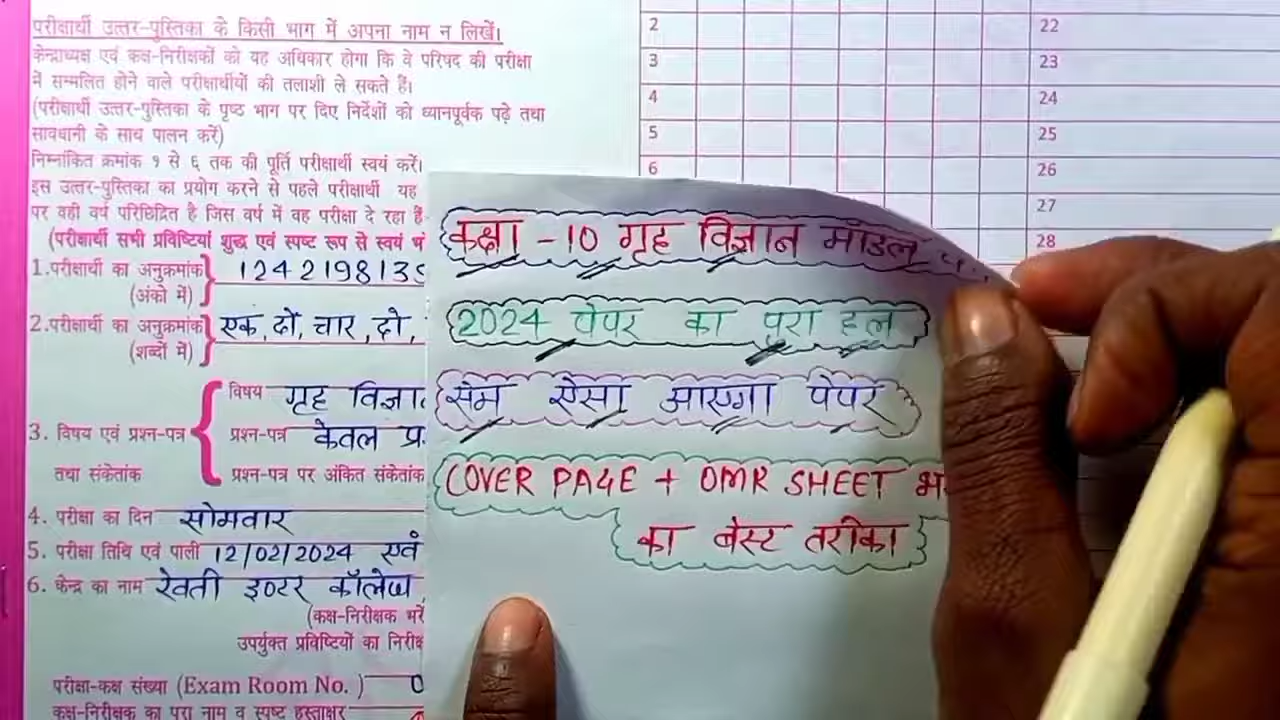 परीक्षार्थी उत्तर-पुस्तिका के किसी भाग में अपना नाम न लिखें।
केन्द्राध्यक्ष एवं कक्ष-निरीक्षकों को यह अधिकार होगा कि वे परिषद की परीक्षा
में सम्मलित होने वाले परीक्षार्थीयों की तलाशी ले सकते हैं।
(परीक्षार्थी उत्तर-पुस्तिका के पृष्ठ भाग पर दिए निर्देशों को ध्यानपूर्वक पढ़े तथा
सावधानी के साथ पालन करें)
निम्नांकित क्रमांक १ से ६ तक की पूर्ति परीक्षार्थी स्वयं करें।
इस उत्तर-पुस्तिका का प्रयोग करने से पहले परीक्षार्थी यह
पर वही वर्ष परिछिद्रित है जिस वर्ष में वह परीक्षा दे रहा है
(परीक्षार्थी सभी प्रविष्टियां शुद्ध एवं स्पष्ट रूप से स्वयं
1.परीक्षार्थी का अनुक्रमांक 124219813
(अंको में)
2.परीक्षार्थी का अनुक्रमांक एक, दो, चार, दो,
(शब्दों में)
विषय गृह
3. विषय एवं प्रश्न-पत्र प्रश्न-पत्र केवल
तथा संकेतांक प्रश्न-पत्र पर अंकित संकेतांक
4. परीक्षा का दिन सोमवार
5. परीक्षा तिथि एवं पाली 12/02/2024 एवं
6. केन्द्र का नाम रेवती इण्टर कॉलेज
(कक्ष-निरीक्षक भरें
उपर्युक्त प्रविष्टियों का
परीक्षा-कक्ष संख्या (Exam Room No. ) 0
कक्ष-निरीक्षक का पूरा नाम व स्पष्ट हस्ताक्षर
2 22
3 23
4 24
5 25
6 26
27
28
कक्षा -10 गृह विज्ञान मॉडल
2024 पेपर का पुरा हल
सेम ऐसा आएगा पेपर
COVER PAGE + OMR SHEET
का बेस्ट तरीका